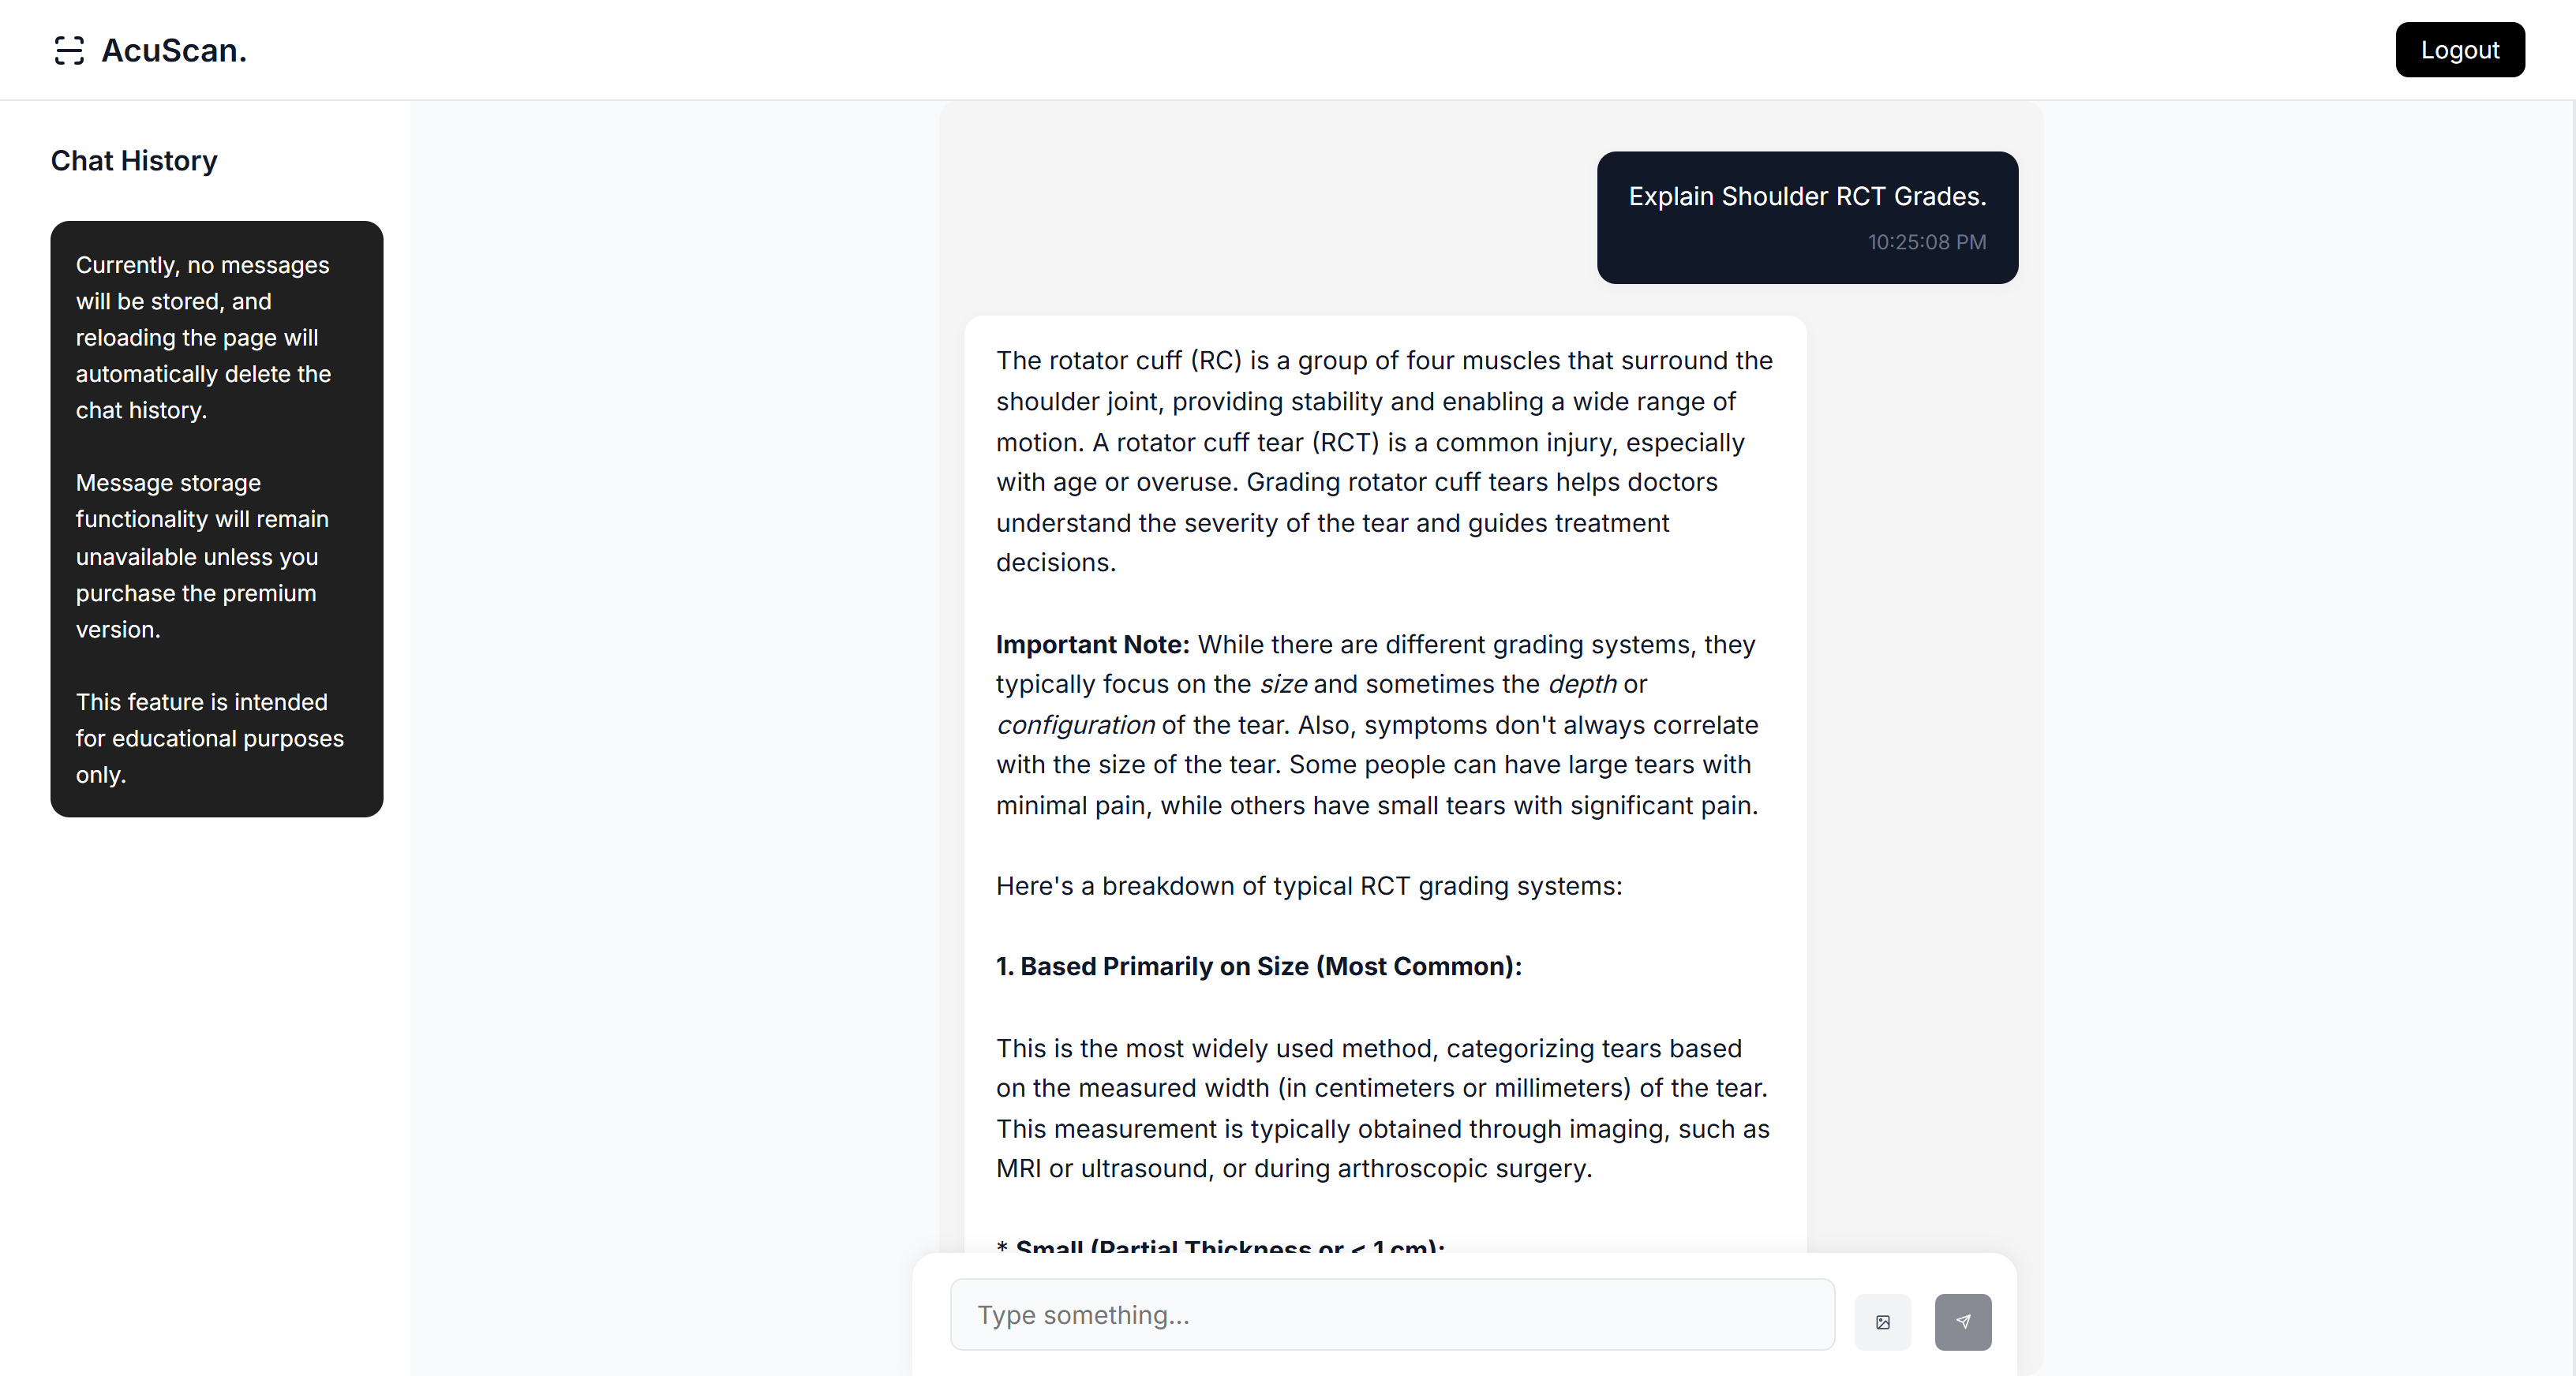 AcuScan.
Logout
Chat History
Currently, no messages
will be stored, and
reloading the page will
automatically delete the
chat history.
Message storage
functionality will remain
unavailable unless you
purchase the premium
version.
This feature is intended
for educational purposes
only.
Explain Shoulder RCT Grades.
10:25:08 PM
The rotator cuff (RC) is a group of four muscles that surround the
shoulder joint, providing stability and enabling a wide range of
motion. A rotator cuff tear (RCT) is a common injury, especially
with age or overuse. Grading rotator cuff tears helps doctors
understand the severity of the tear and guides treatment
decisions.
Important Note: While there are different grading systems, they
typically focus on the size and sometimes the depth or
configuration of the tear. Also, symptoms don't always correlate
with the size of the tear. Some people can have large tears with
minimal pain, while others have small tears with significant pain.
Here's a breakdown of typical RCT grading systems:
1. Based Primarily on Size (Most Common):
This is the most widely used method, categorizing tears based
on the measured width (in centimeters or millimeters) of the tear.
This measurement is typically obtained through imaging, such as
MRI or ultrasound, or during arthroscopic surgery.
* Small (Partial Thickness or < 1 cm):
Type something...